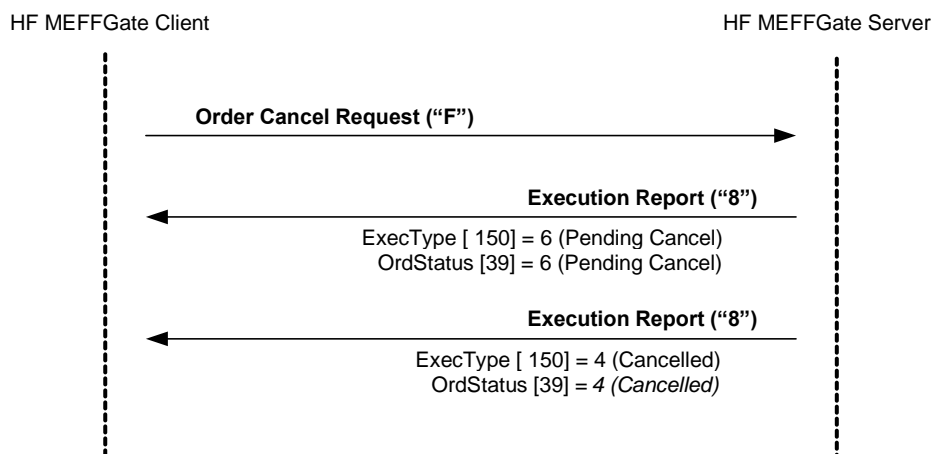 HF MEFFGate Client
HF MEFFGate Server
Order Cancel Request (“F”)
Execution Report (“8”)
ExecType [ 150] = 6 (Pending Cancel)
OrdStatus [39] = 6 (Pending Cancel)
Execution Report (“8”)
ExecType [ 150] = 4 (Cancelled)
OrdStatus [39] = 4 (Cancelled)